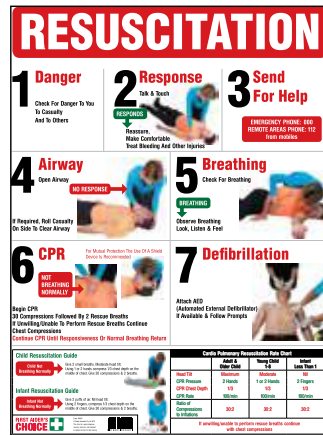 RESUSCITATION
1 Danger
Check For Danger To You
To Casualty
And To Others
2 Response
Talk & Touch
RESPONDS
Reassure,
Make Comfortable
Treat Bleeding And Other Injuries
3 Send
For Help
EMERGENCY PHONE: 000
REMOTE AREAS PHONE: 112
from mobiles
4 Airway
Open Airway
NO RESPONSE
If Required, Roll Casualty
On Side To Clear Airway
5 Breathing
Check For Breathing
BREATHING
Observe Breathing
Look, Listen & Feel
6 CPR
For Mutual Protection The Use Of A Shield
Device Is Recommended
NOT
BREATHING
NORMALLY
Begin CPR
30 Compressions Followed By 2 Rescue Breaths
If Unwilling/Unable To Perform Rescue Breaths Continue
Chest Compressions
Continue CPR Until Responsiveness Or Normal Breathing Return
7 Defibrillation
Attach AED
(Automated External Defibrillator)
If Available & Follow Prompts
Child Resuscitation Guide
Child Not
Breathing Normally
Infant Resuscitation Guide
Infant Not
Breathing Normally
FIRST AIDER'S
CHOICE
Cardio Pulmonary Resuscitation Rate Chart
Adult &
Older Child
Young Child
1-8
Infant
Less Than 1
Head Tilt Maximum Moderate Nil
CPR Pressure 2 Hands 1 or 2 Hands 2 Fingers
CPR Chest Depth 1/3 1/3 1/3
CPR Rate 100/min 100/min 100/min
Ratio of
Compressions
to Inflations
30:2 30:2 30:2
If unwilling/unable to perform rescue breaths continue
with chest compressions